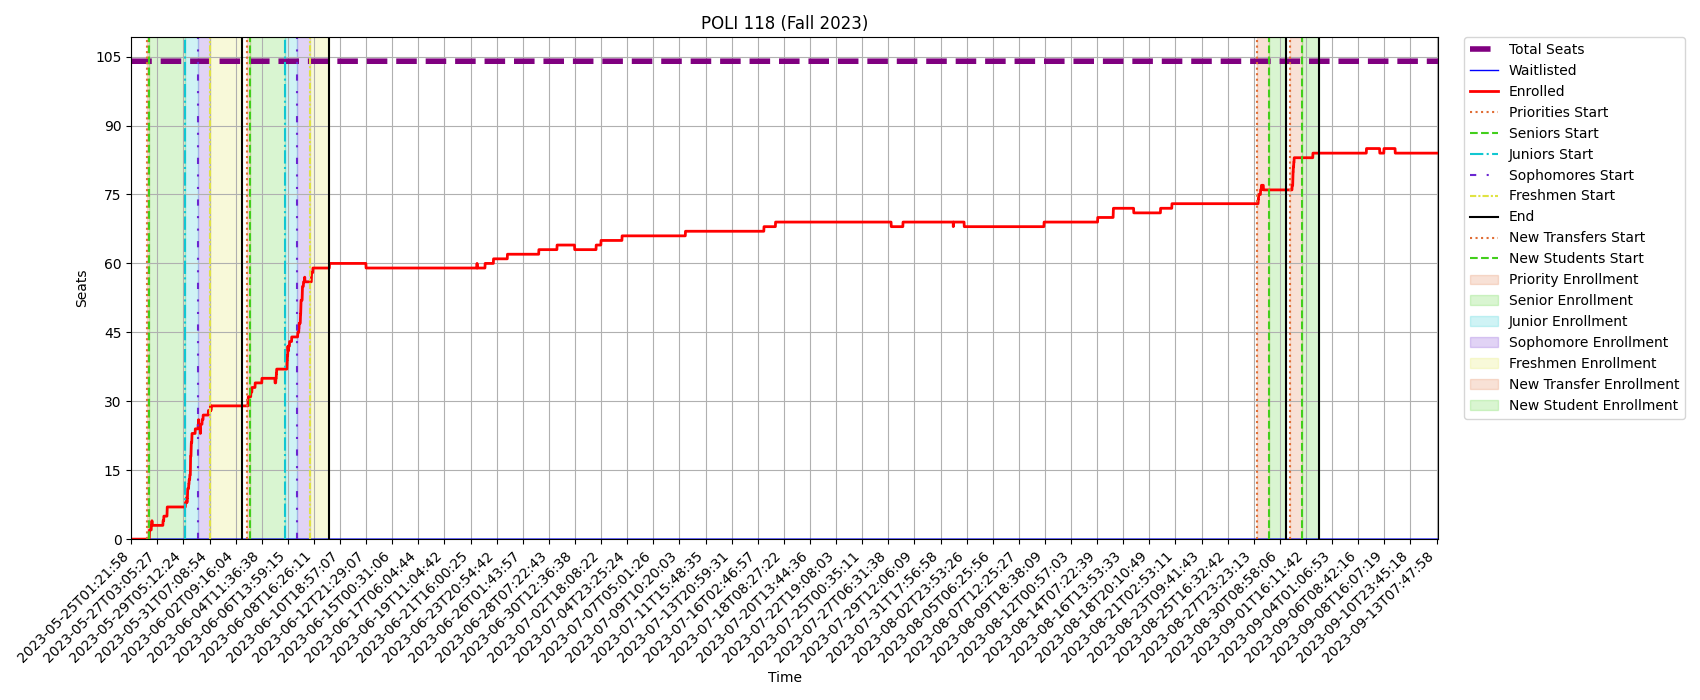 POLI 118 (Fall 2023)
105
90
75
60
45
30
15
0
Seats
2023-05-25T01:21:58
2023-05-27T03:05:27
2023-05-29T05:12:24
2023-05-31T07:08:54
2023-06-02T09:16:04
2023-06-04T11:36:38
2023-06-06T13:59:15
2023-06-08T16:26:11
2023-06-10T18:57:07
2023-06-12T21:29:07
2023-06-15T00:31:06
2023-06-17T06:04:44
2023-06-19T11:04:42
2023-06-21T16:00:25
2023-06-23T20:54:42
2023-06-26T01:43:57
2023-06-28T07:22:43
2023-06-30T12:36:38
2023-07-02T18:08:22
2023-07-04T23:25:24
2023-07-07T05:01:26
2023-07-09T10:20:03
2023-07-11T15:48:35
2023-07-13T20:59:31
2023-07-16T02:46:57
2023-07-18T08:27:22
2023-07-20T13:44:36
2023-07-22T19:08:03
2023-07-25T00:35:11
2023-07-27T06:31:38
2023-07-29T12:06:09
2023-07-31T17:56:58
2023-08-02T23:53:26
2023-08-05T06:25:56
2023-08-07T12:25:27
2023-08-09T18:38:09
2023-08-12T00:57:03
2023-08-14T07:22:39
2023-08-16T13:53:33
2023-08-18T20:10:49
2023-08-21T02:53:11
2023-08-23T09:41:43
2023-08-25T16:32:42
2023-08-27T23:23:13
2023-08-30T08:58:06
2023-09-01T16:11:42
2023-09-04T01:06:53
2023-09-06T08:42:16
2023-09-08T16:07:19
2023-09-10T23:45:18
2023-09-13T07:47:58
Time
Total Seats
Waitlisted
Enrolled
Priorities Start
Seniors Start
Juniors Start
Sophomores Start
Freshmen Start
End
New Transfers Start
New Students Start
Priority Enrollment
Senior Enrollment
Junior Enrollment
Sophomore Enrollment
Freshmen Enrollment
New Transfer Enrollment
New Student Enrollment